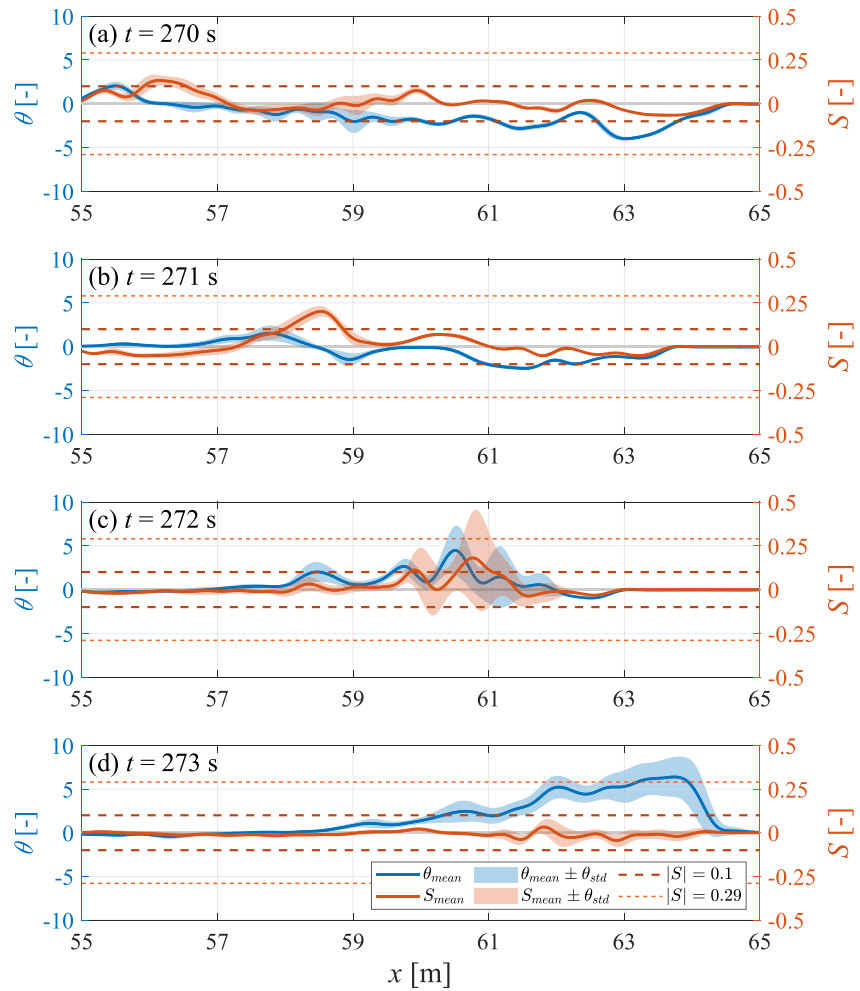 (a) t = 270 s
10
5
0
-5
-10
θ [-]
0.5
0.25
0
-0.25
-0.5
S [-]
55 57 59 61 63 65
(b) t = 271 s
10
5
0
-5
-10
θ [-]
0.5
0.25
0
-0.25
-0.5
S [-]
55 57 59 61 63 65
(c) t = 272 s
10
5
0
-5
-10
θ [-]
0.5
0.25
0
-0.25
-0.5
S [-]
55 57 59 61 63 65
(d) t = 273 s
10
5
0
-5
-10
θ [-]
0.5
0.25
0
-0.25
-0.5
S [-]
θmean θmean ± θstd |S| = 0.1
Smean Smean ± θstd |S| = 0.29
55 57 59 61 63 65
x [m]